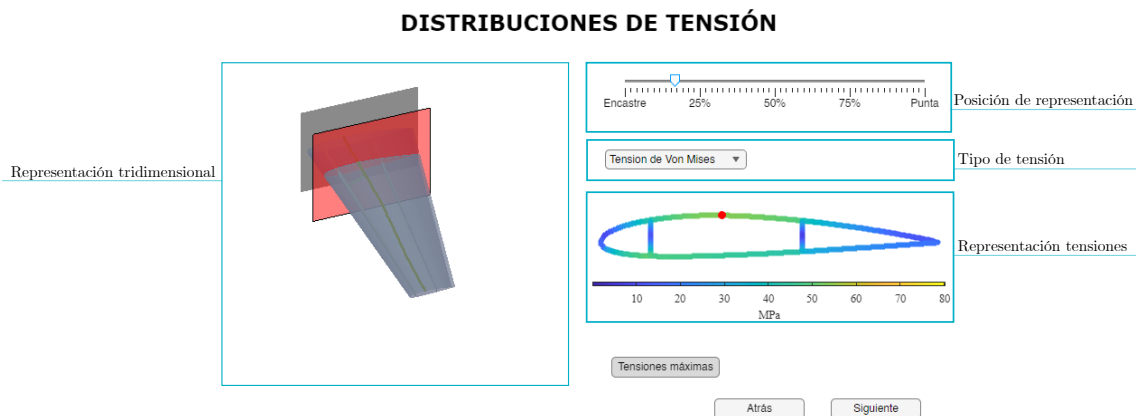 DISTRIBUCIONES DE TENSIÓN
Representación tridimensional
Encastre 25% 50% 75% Punta
Posición de representación
Tension de Von Mises
Tipo de tensión
Representación tensiones
10 20 30 40 50 60 70 80
MPa
Tensiones máximas
Atrás Siguiente